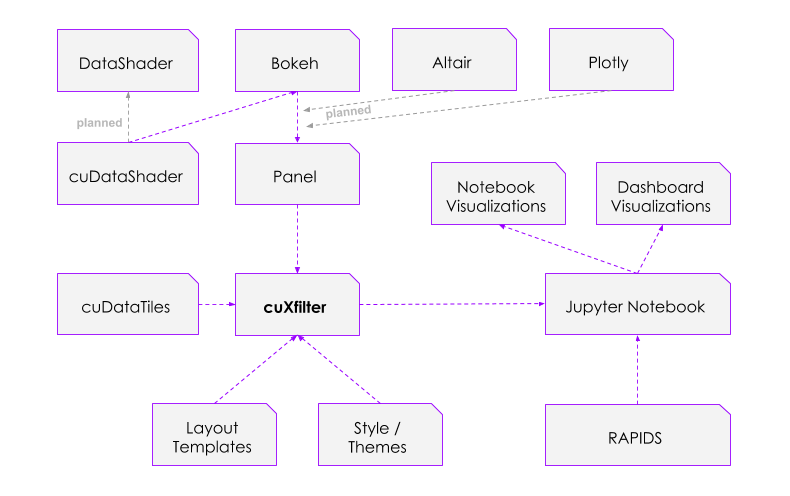 DataShader
Bokeh
Altair
Plotly
planned
planned
cuDataShader
Panel
Notebook
Visualizations
Dashboard
Visualizations
cuDataTiles
cuXfilter
Jupyter Notebook
Layout
Templates
Style /
Themes
RAPIDS